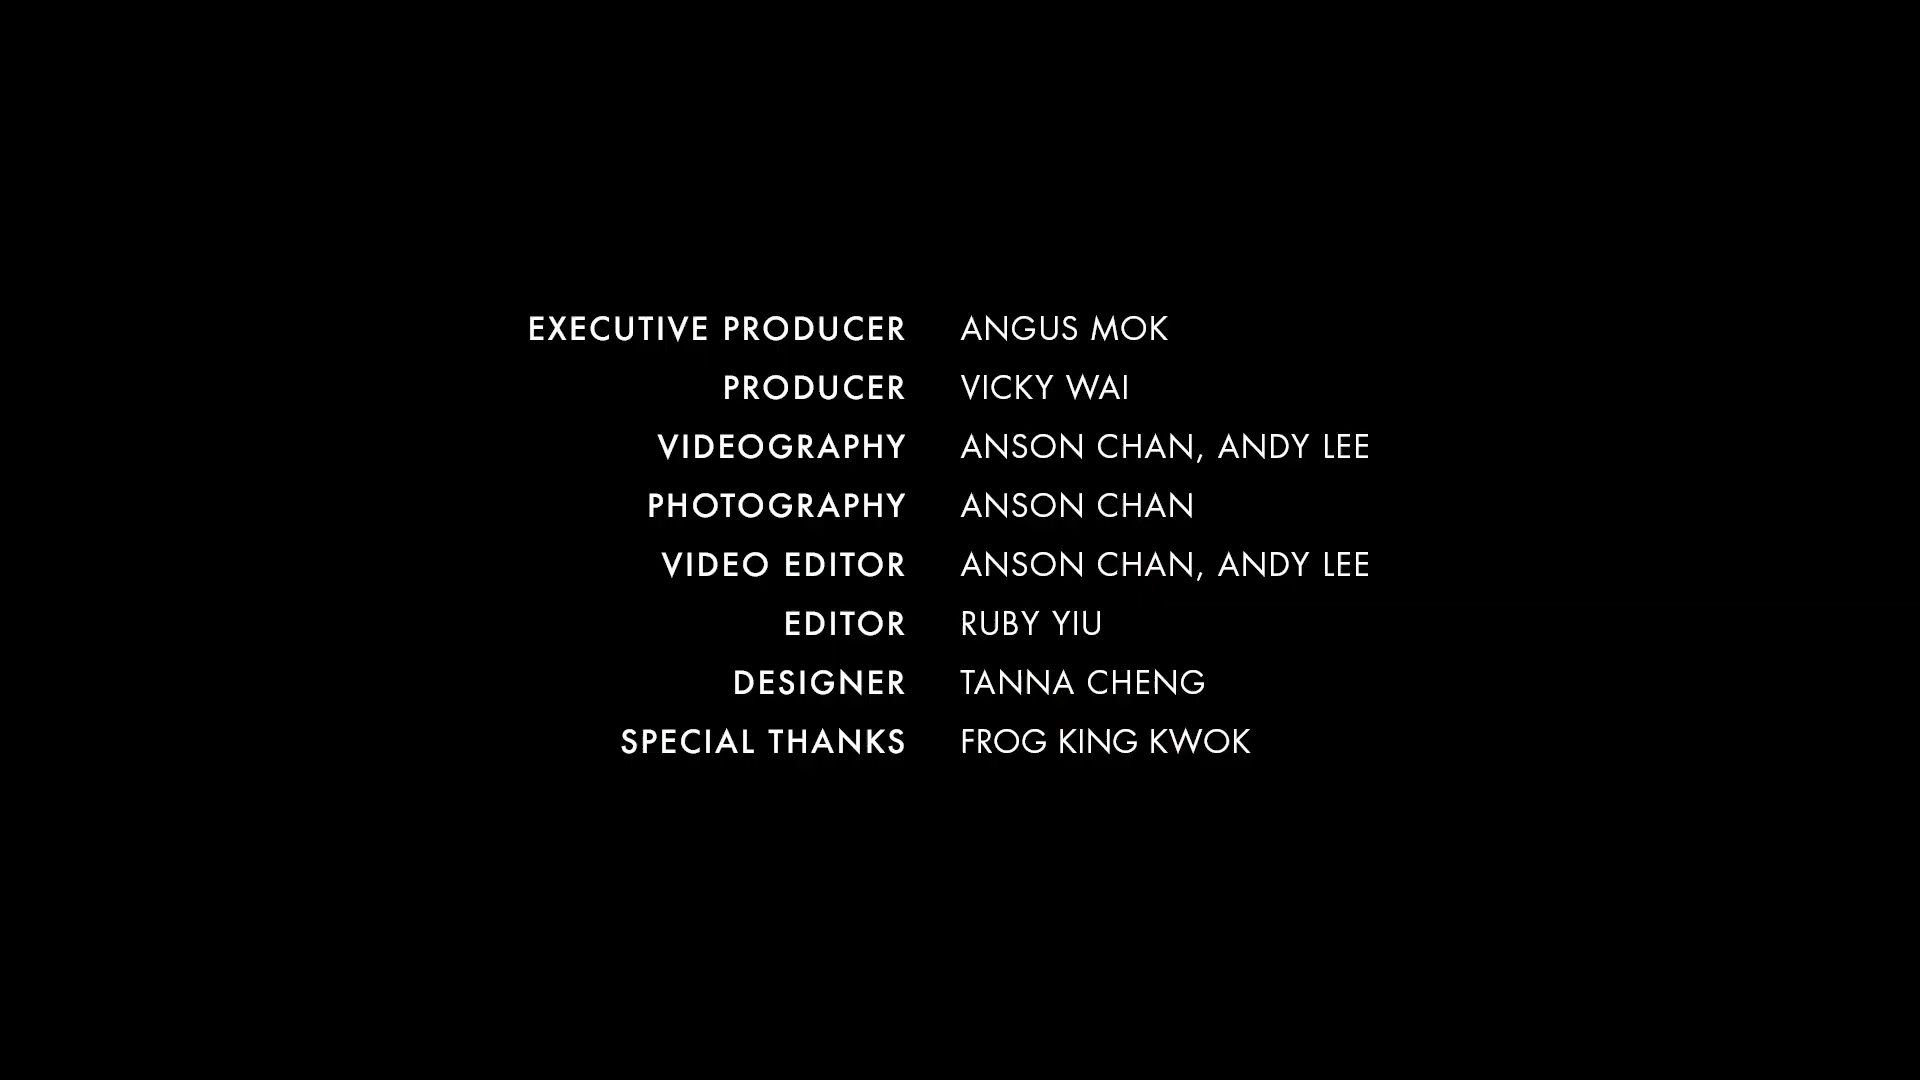 EXECUTIVE PRODUCER ANGUS MOK
PRODUCER VICKY WAI
VIDEOGRAPHY ANSON CHAN, ANDY LEE
PHOTOGRAPHY ANSON CHAN
VIDEO EDITOR ANSON CHAN, ANDY LEE
EDITOR RUBY YIU
DESIGNER TANNA CHENG
SPECIAL THANKS FROG KING KWOK